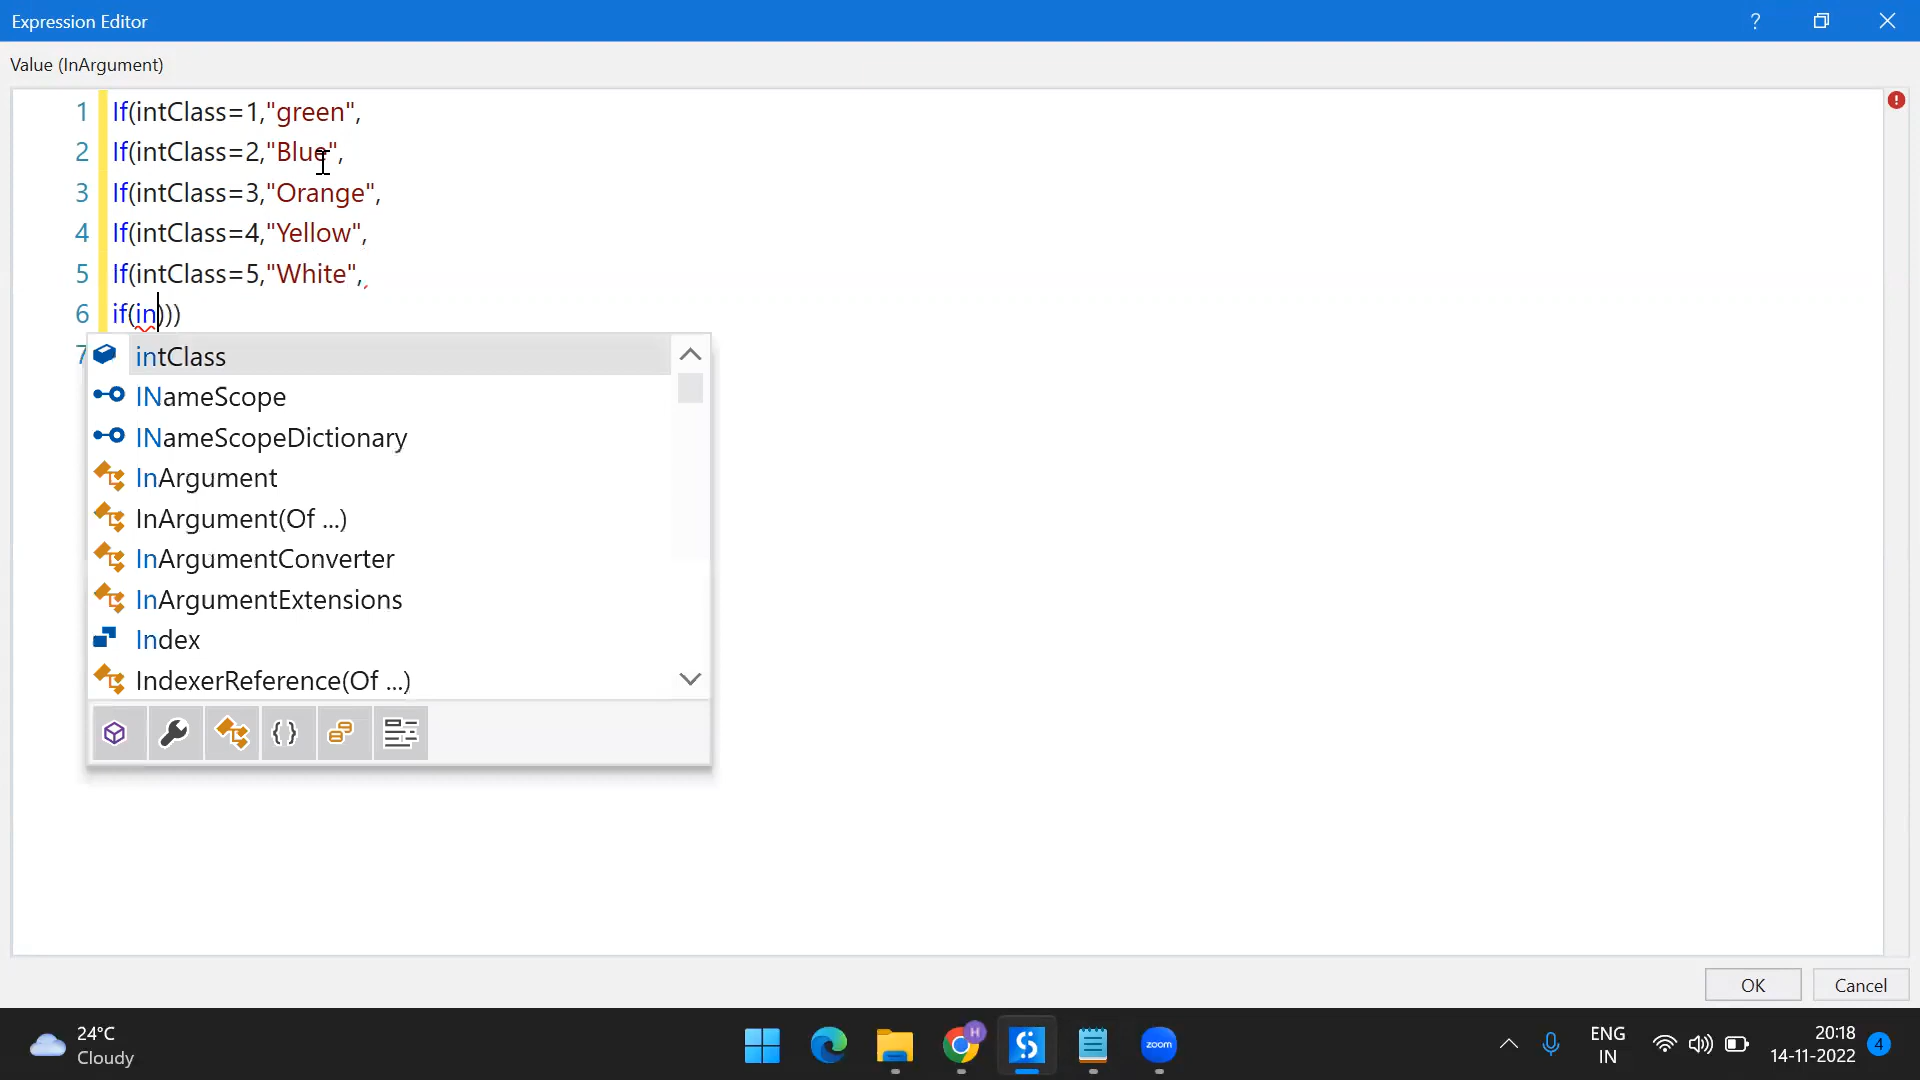 Expression Editor
Value (InArgument)
1 If(intClass=1,"green",
2 If(intClass=2,"Blue",
3 If(intClass=3,"Orange",
4 If(intClass=4,"Yellow",
5 If(intClass=5,"White",
6 if(in)))
7
intClass
INameScope
INameScopeDictionary
InArgument
InArgument(Of ...)
InArgumentConverter
InArgumentExtensions
Index
IndexerReference(Of ...)
OK Cancel
24°C
Cloudy
H
zoom
ENG
IN
20:18
14-11-2022
4